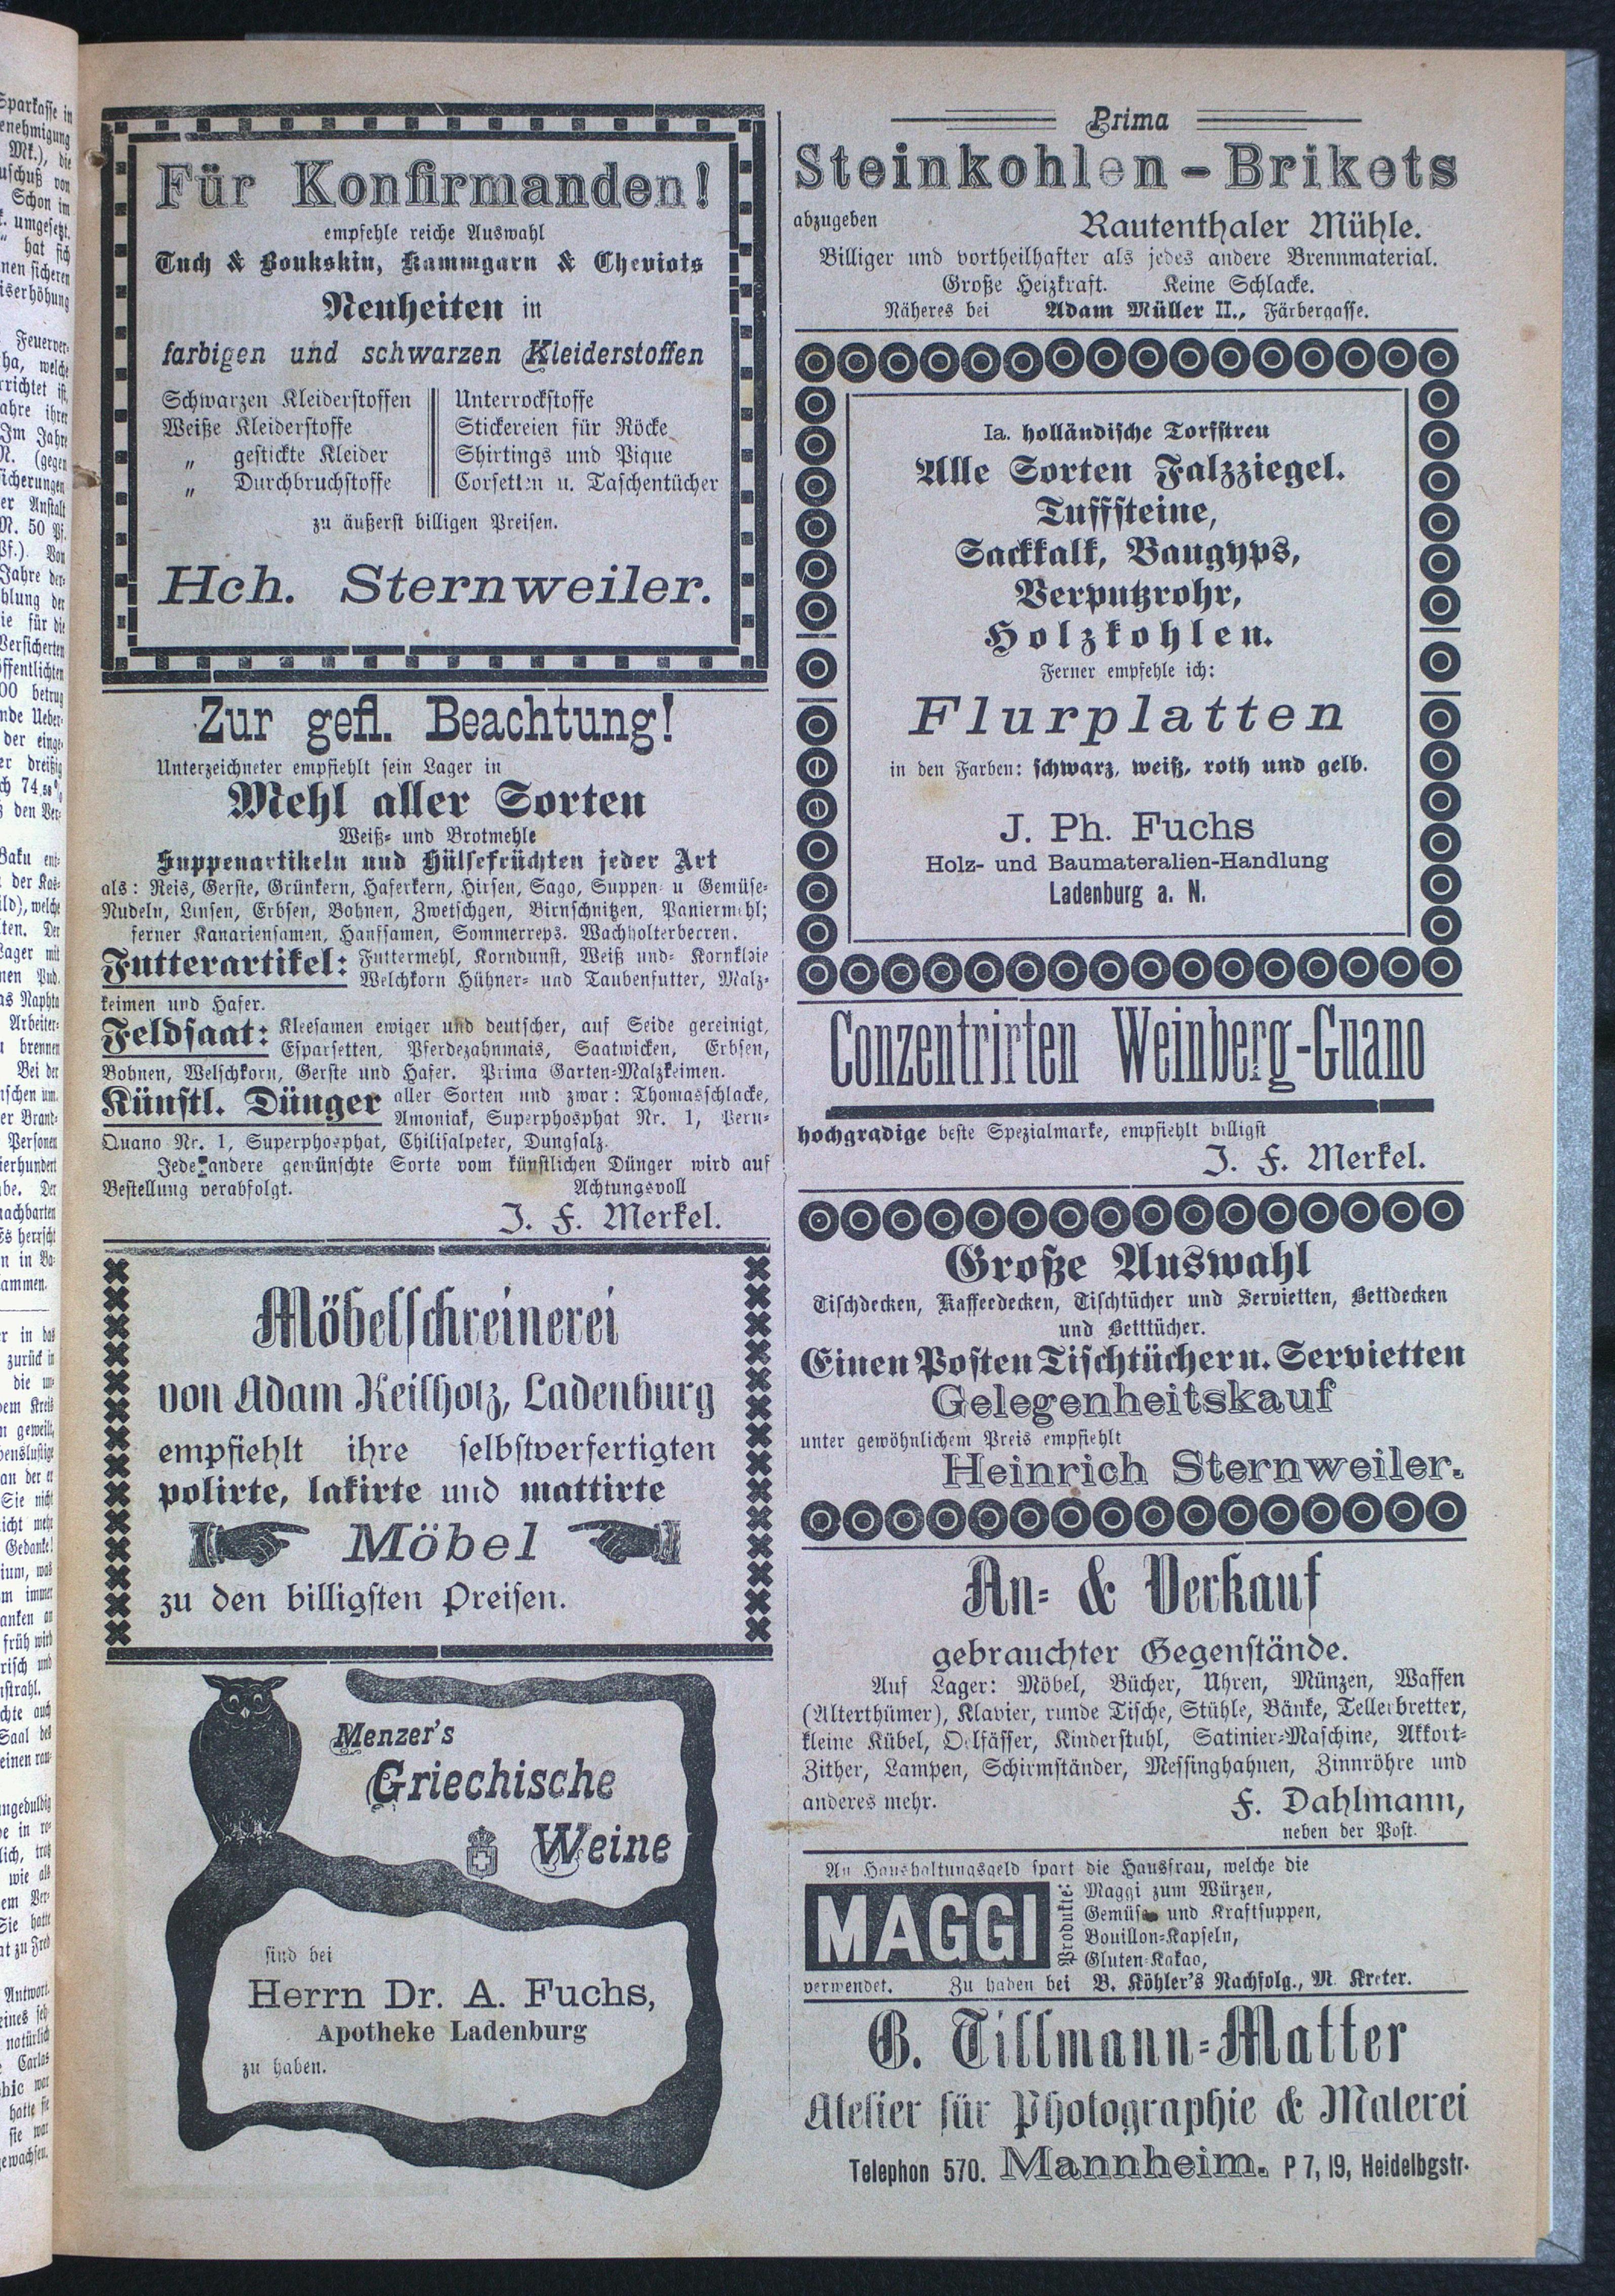 Für Konfirmanden!
empfehle reiche Auswahl
Tuch & Boukskin, Kammgarn & Cheviots
Neuheiten in
farbigen und schwarzen Kleiderstoffen
Schwarzen Kleiderstoffen
Weiße Kleiderstoffe
„ gestickte Kleider
„ Durchbruchstoffe
Unterrockstoffe
Stickereien für Röcke
Shirtings und Pique
Corsetten u. Taschentücher
zu äußerst billigen Preisen.
Hch. Sternweiler.
Zur gefl. Beachtung!
Unterzeichneter empfiehlt sein Lager in
Mehl aller Sorten
Weiß- und Brotmehle
Suppenartikeln und Hülsefrüchten jeder Art
als: Reis, Gerste, Grünkern, Haferkern, Hirsen, Sago, Suppen- u Gemüse-
Nudeln, Linsen, Erbsen, Bohnen, Zwetschgen, Birnschnitzen, Paniermehl;
ferner Kanariensamen, Hanfsamen, Sommerreps. Wachholterberren.
Futterartikel: Futtermehl, Korndunst, Weiß und- Kornkleie
Welchkorn Hühner- und Taubenfutter, Malz-
keimen und Hafer.
Feldsaat: Kleesamen ewiger und deutscher, auf Seide gereinigt,
Esparsetten, Pferdezahnmais, Saatwicken, Erbsen,
Bohnen, Welschkorn, Gerste und Hafer. Prima Garten-Malzkeimen.
Künstl. Dünger aller Sorten und zwar: Thomasschlacke,
Amoniak, Superphosphat Nr. 1, Peru-
Quano Nr. 1, Superphosphat, Chilisalpeter, Dungsalz.
Jede andere gewünschte Sorte vom künstlichen Dünger wird auf
Bestellung verabfolgt. Achtungsvoll
J. F. Merkel.
Möbelschreinerei
von Adam Keilholz, Ladenburg
empfiehlt ihre selbstverfertigten
polirte, lakirte und mattirte
Möbel
zu den billigsten Preisen.
Menzer's
Griechische
Weine
sind bei
Herrn Dr. A. Fuchs,
Apotheke Ladenburg
zu haben.
Prima
Steinkohlen-Brikets
abzugeben Rautenthaler Mühle.
Billiger und vortheilhafter als jedes andere Brennmaterial.
Große Heizkraft. Keine Schlacke.
Näheres bei Adam Müller II., Färbergasse.
Ia. holländische Torfstreu
Alle Sorten Falzziegel.
Tuffsteine,
Sackkalk, Baugyps,
Verputzrohr,
Holzkohlen.
Ferner empfehle ich:
Flurplatten
in den Farben: schwarz, weiß, roth und gelb.
J. Ph. Fuchs
Holz- und Baumateralien-Handlung
Ladenburg a. N.
Conzentrirten Weinberg-Guano
hochgradige beste Spezialmarke, empfiehlt billigst
J. F. Merkel.
Große Auswahl
Tischdecken, Kaffeedecken, Tischtücher und Servietten, Bettdecken
und Betttücher.
Einen Posten Tischtücher u. Servietten
Gelegenheitskauf
unter gewöhnlichem Preis empfiehlt
Heinrich Sternweiler.
An- & Verkauf
gebrauchter Gegenstände.
Auf Lager: Möbel, Bücher, Uhren, Münzen, Waffen
(Alterthümer), Klavier, runde Tische, Stühle, Bänke, Tellerbretter,
kleine Kübel, Oelfässer, Kinderstuhl, Satinier-Maschine, Akkort-
Zither, Lampen, Schirmständer, Messinghahnen, Zinnröhre und
anderes mehr. F. Dahlmann,
neben der Post.
An Haushaltungsgeld spart die Hausfrau, welche die
MAGGI Produkte:
Maggi zum Würzen,
Gemüse und Kraftsuppen,
Bouillon-Kapseln,
Gluten-Kakao,
verwendet. Zu haben bei B. Köhler's Nachfolg., M. Kreter.
G. Tillmann-Matter
Atelier für Photographie & Malerei
Telephon 570. Mannheim. P 7, 19, Heidelbgstr.